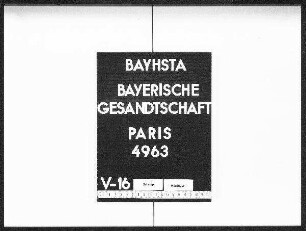 BAYHSTA
BAYERISCHE
GESANDTSCHAFT
PARIS
4963
V-16